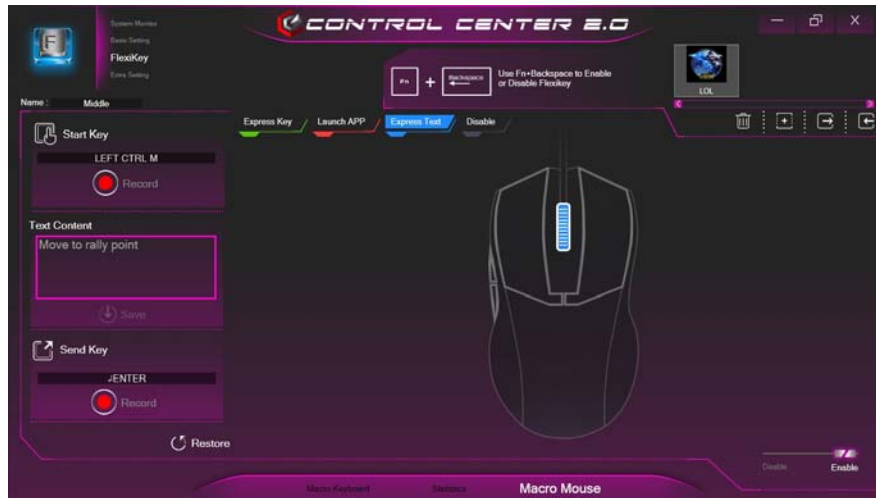 System Monitor
Basic Setting
FlexiKey
Extra Setting
CONTROL CENTER 2.0
Fn + Backspace
Use Fn+Backspace to Enable
or Disable Flexikey
LOL
Name : Middle
Start Key
LEFT CTRL M
Record
Text Content
Move to rally point
Save
Send Key
ENTER
Record
Restore
Express Key
Launch APP
Express Text
Disable
Disable
Enable
Macro Keyboard
Statistics
Macro Mouse